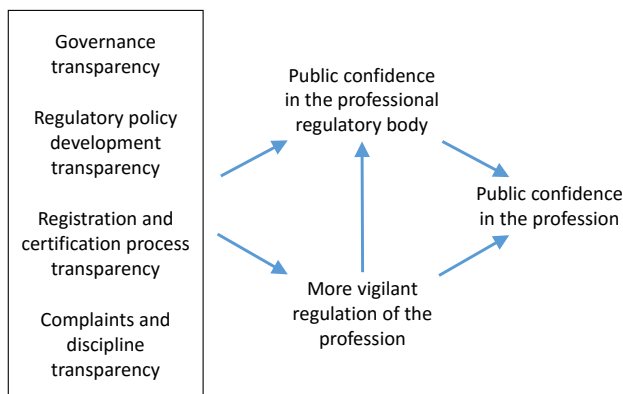 Governance
transparency
Regulatory policy
development
transparency
Registration and
certification process
transparency
Complaints and
discipline
transparency
Public confidence
in the professional
regulatory body
More vigilant
regulation of the
profession
Public confidence
in the profession